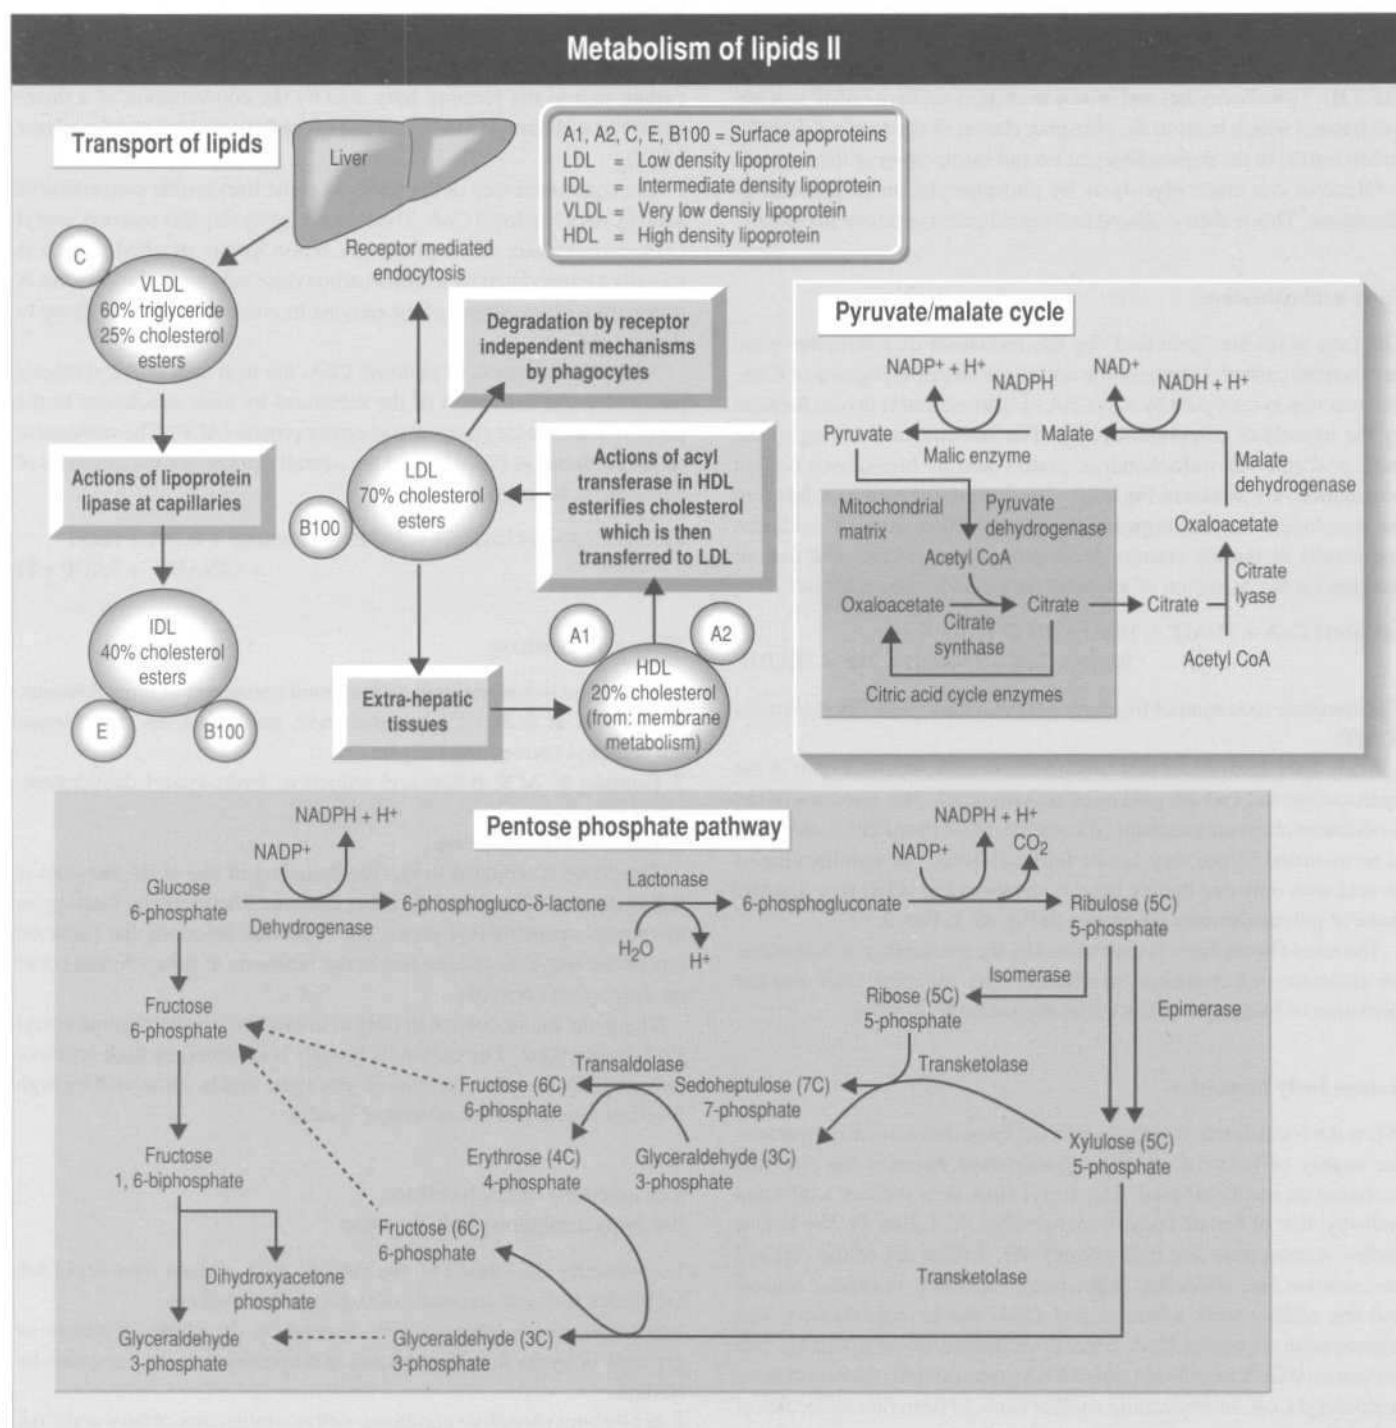 Metabolism of lipids II
Transport of lipids
Liver
A1, A2, C, E, B100 = Surface apoproteins
LDL = Low density lipoprotein
IDL = Intermediate density lipoprotein
VLDL = Very low densiy lipoprotein
HDL = High density lipoprotein
C
VLDL
60% triglyceride
25% cholesterol
esters
Receptor mediated
endocytosis
Degradation by receptor
independent mechanisms
by phagocytes
Actions of lipoprotein
lipase at capillaries
LDL
70% cholesterol
esters
B100
Actions of acyl
transferase in HDL
esterifies cholesterol
which is then
transferred to LDL
IDL
40% cholesterol
esters
E
B100
Extra-hepatic
tissues
A1
A2
HDL
20% cholesterol
(from: membrane
metabolism)
Pyruvate/malate cycle
NADP+ + H+
NADPH
NAD+
NADH + H+
Pyruvate
Malic enzyme
Malate
Malate
dehydrogenase
Mitochondrial
matrix
Pyruvate
dehydrogenase
Acetyl CoA
Oxaloacetate
Oxaloacetate
Citrate
synthase
Citrate
Citrate
Citrate
lyase
Acetyl CoA
Citric acid cycle enzymes
Pentose phosphate pathway
NADPH + H+
NADP+
Glucose
6-phosphate
Dehydrogenase
6-phosphogluco-δ-lactone
Lactonase
H2O
H+
6-phosphogluconate
NADP+
NADPH + H+
CO2
Ribulose (5C)
5-phosphate
Isomerase
Epimerase
Ribose (5C)
5-phosphate
Fructose
6-phosphate
Transaldolase
Transketolase
Fructose (6C)
6-phosphate
Sedoheptulose (7C)
7-phosphate
Xylulose (5C)
5-phosphate
Fructose
1, 6-biphosphate
Erythrose (4C)
4-phosphate
Glyceraldehyde (3C)
3-phosphate
Fructose (6C)
6-phosphate
Dihydroxyacetone
phosphate
Transketolase
Glyceraldehyde
3-phosphate
Glyceraldehyde (3C)
3-phosphate